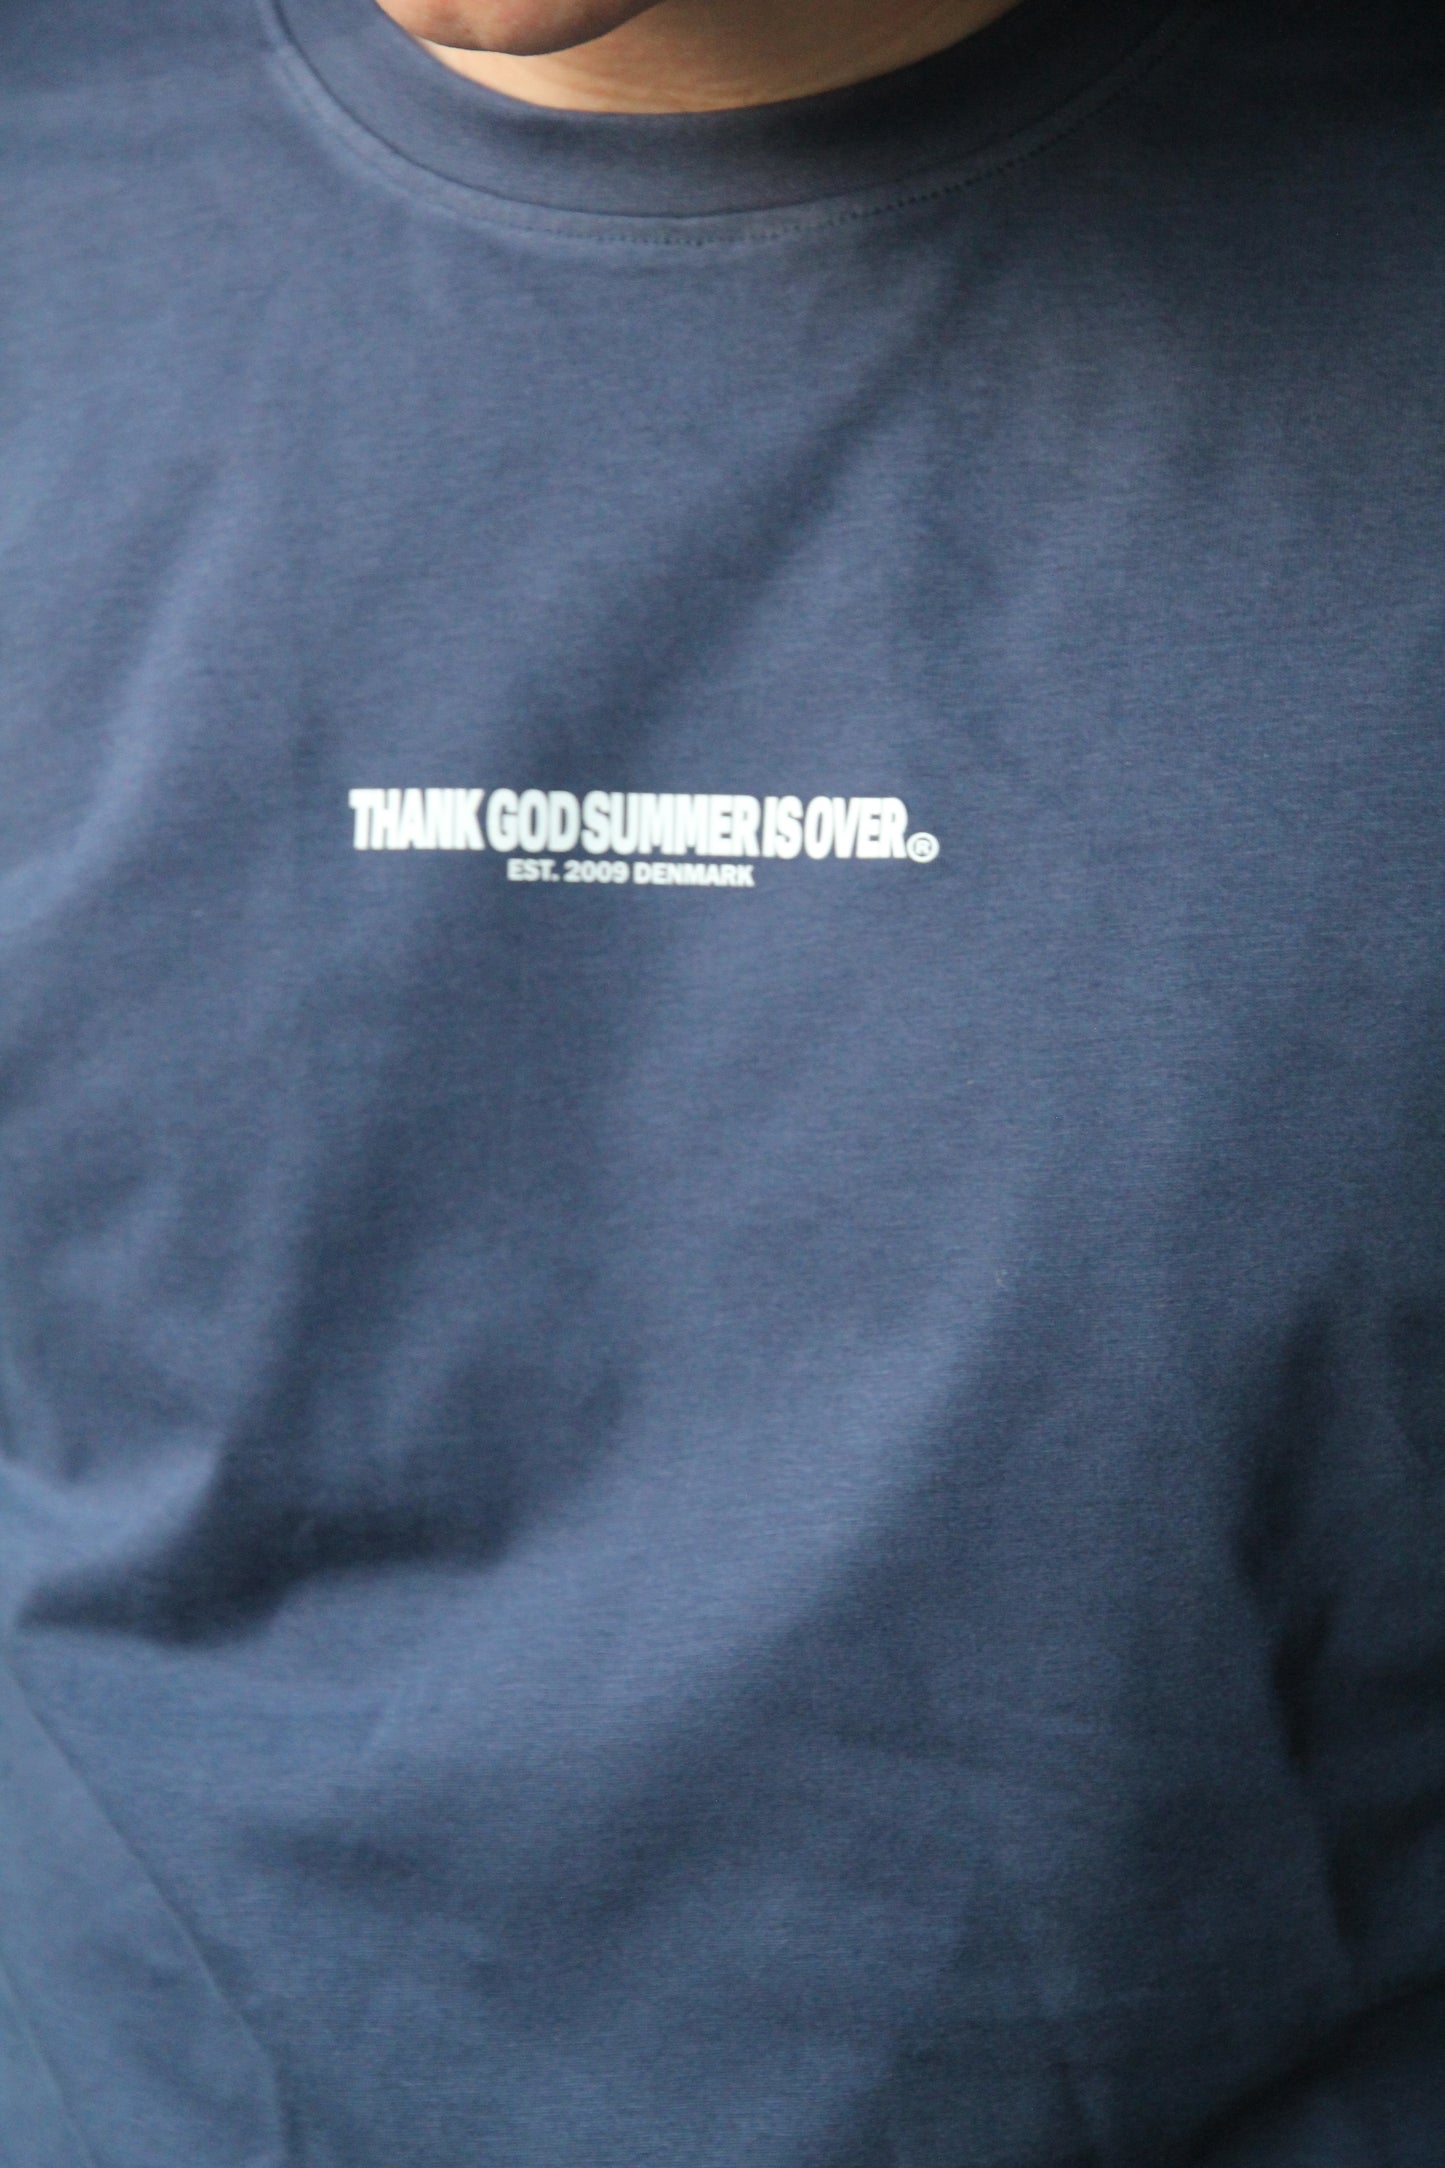 THANK GOD SUMMER IS OVER.®
EST. 2009 DENMARK